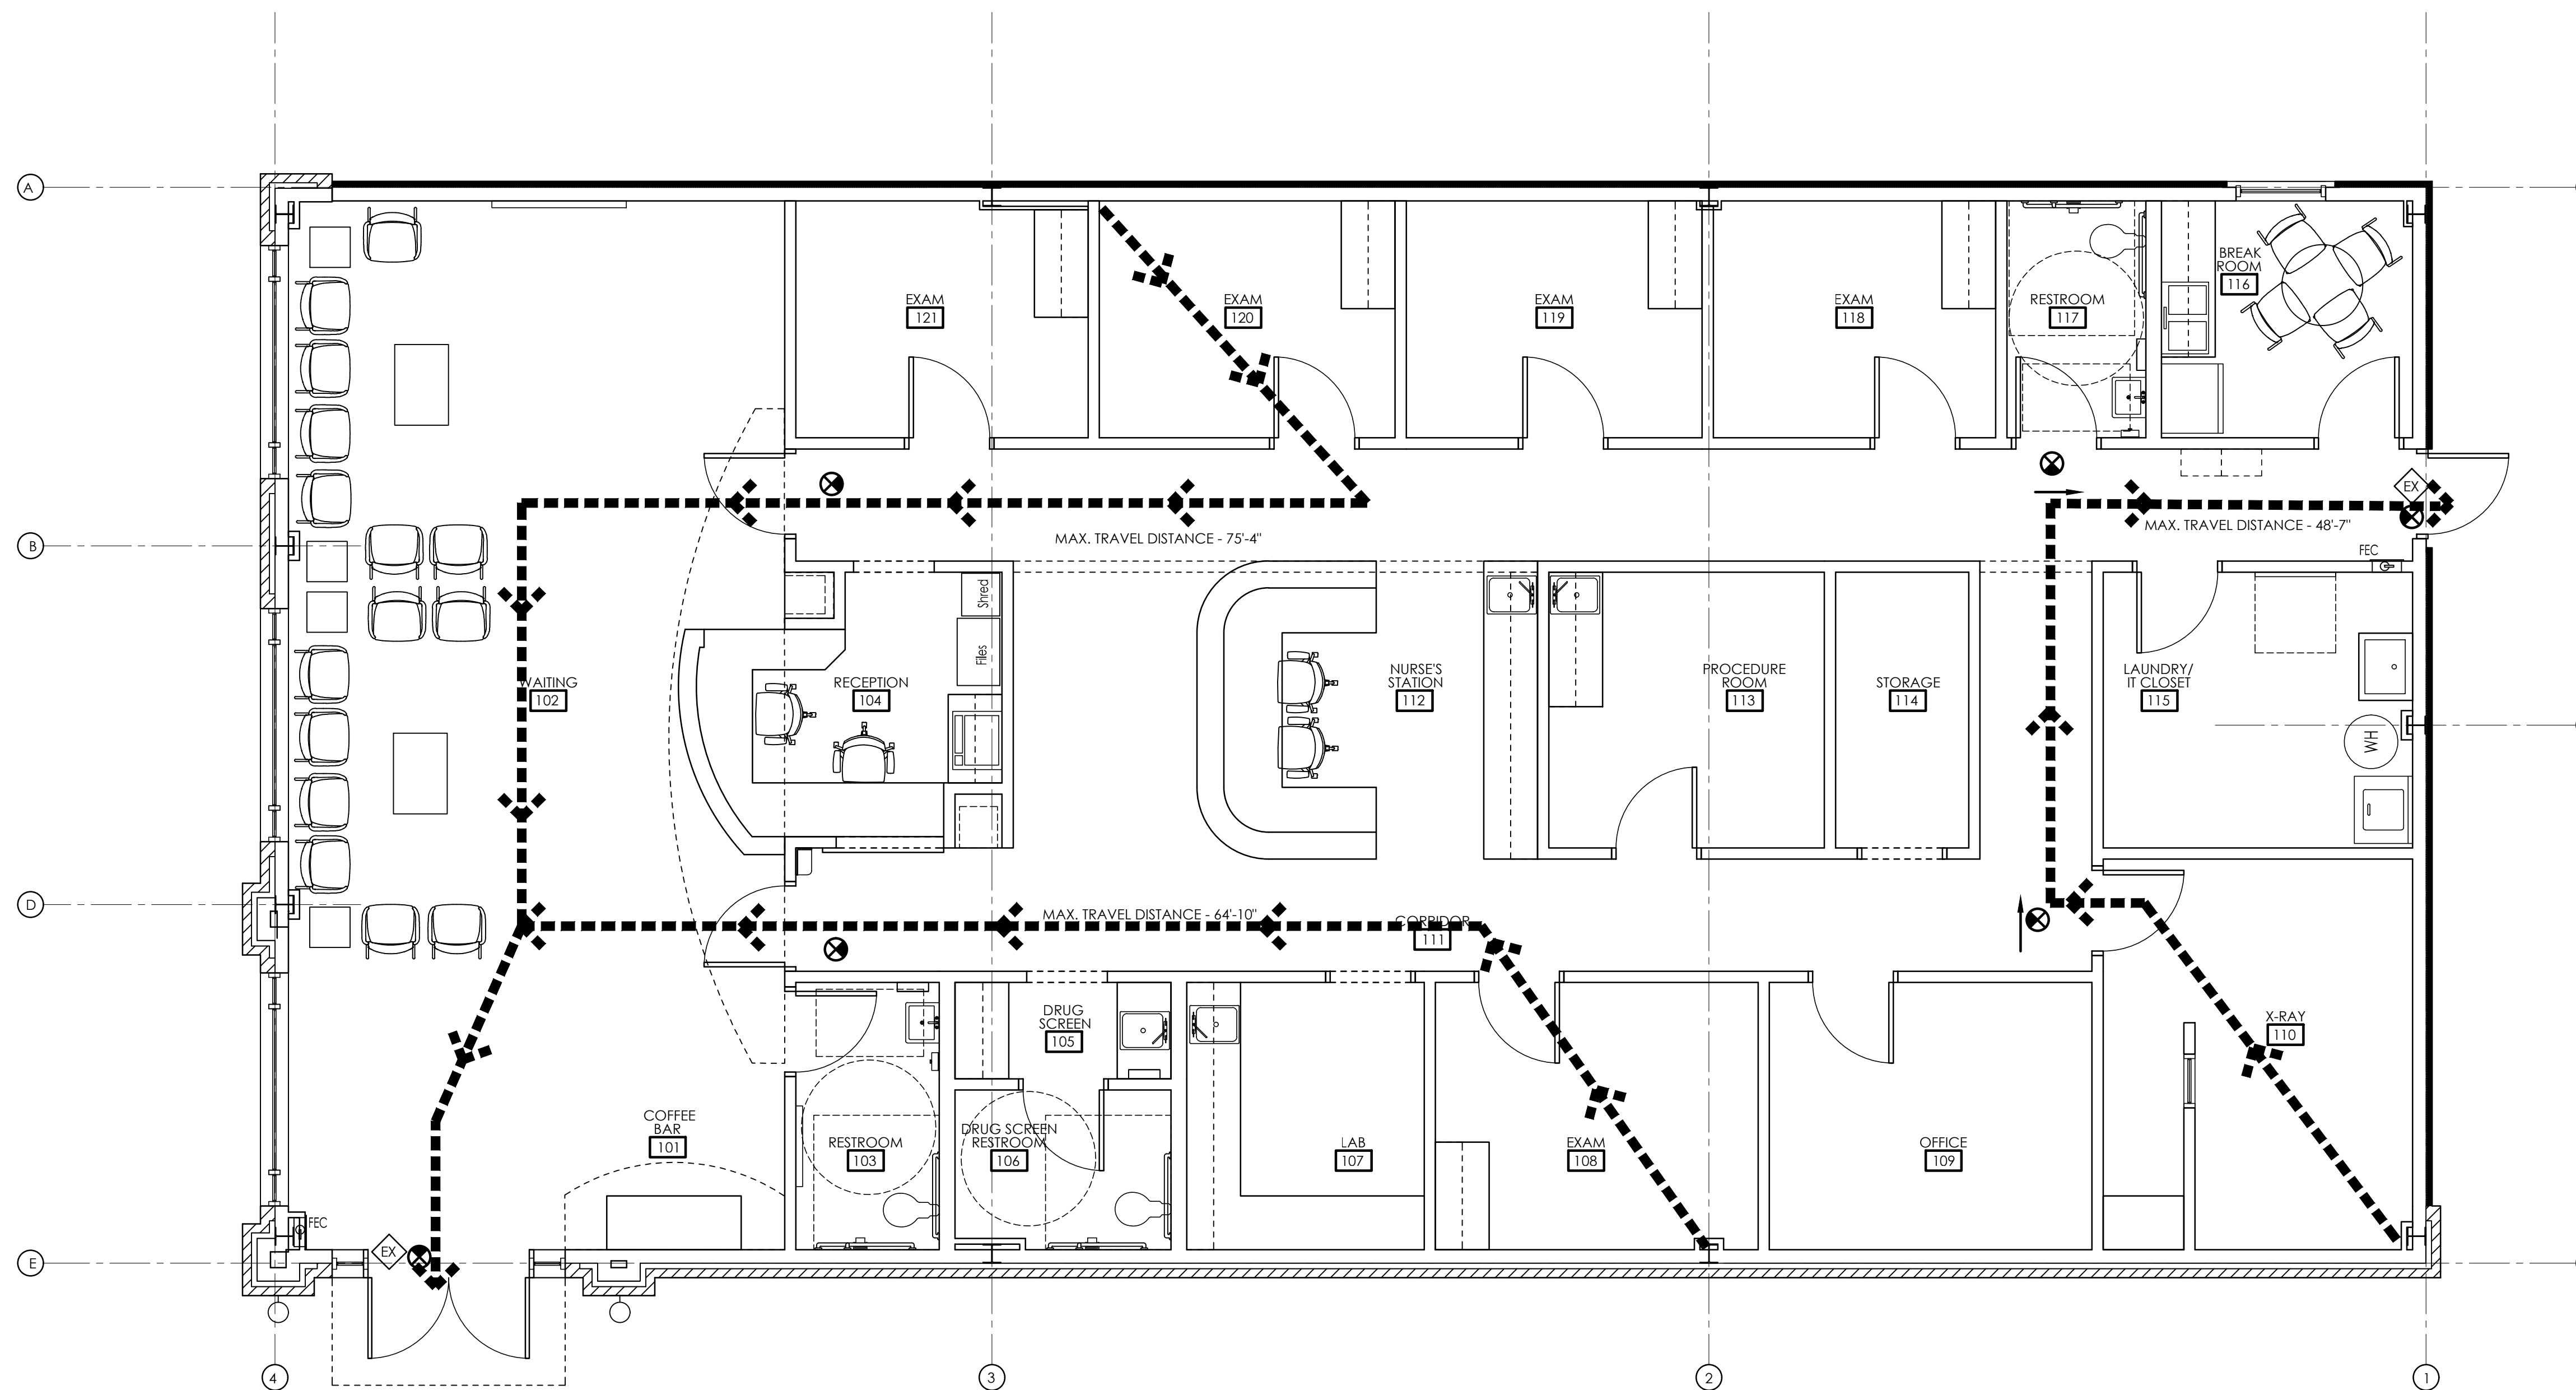 A
EXAM
121
EXAM
120
EXAM
119
EXAM
118
RESTROOM
117
BREAK
ROOM
116
EX
MAX. TRAVEL DISTANCE - 48'-7"
MAX. TRAVEL DISTANCE - 75'-4"
B
FEC
Shred
Files
WAITING
102
RECEPTION
104
NURSE'S
STATION
112
PROCEDURE
ROOM
113
STORAGE
114
LAUNDRY/
IT CLOSET
115
WH
D
MAX. TRAVEL DISTANCE - 64'-10"
CORRIDOR
111
DRUG
SCREEN
105
X-RAY
110
COFFEE
BAR
101
RESTROOM
103
DRUG SCREEN
RESTROOM
106
LAB
107
EXAM
108
OFFICE
109
FEC
EX
E
4
3
2
1